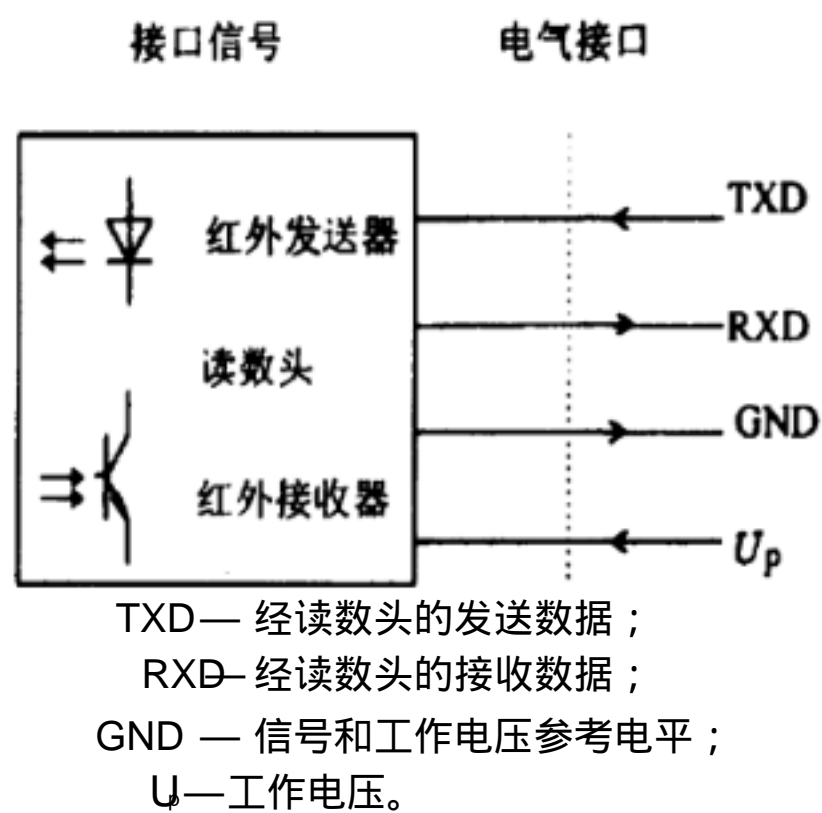 接口信号 电气接口
TXD
红外发送器
RXD
读数头
GND
红外接收器
Up
TXD— 经读数头的发送数据；
RXD— 经读数头的接收数据；
GND — 信号和工作电压参考电平；
Up—工作电压。